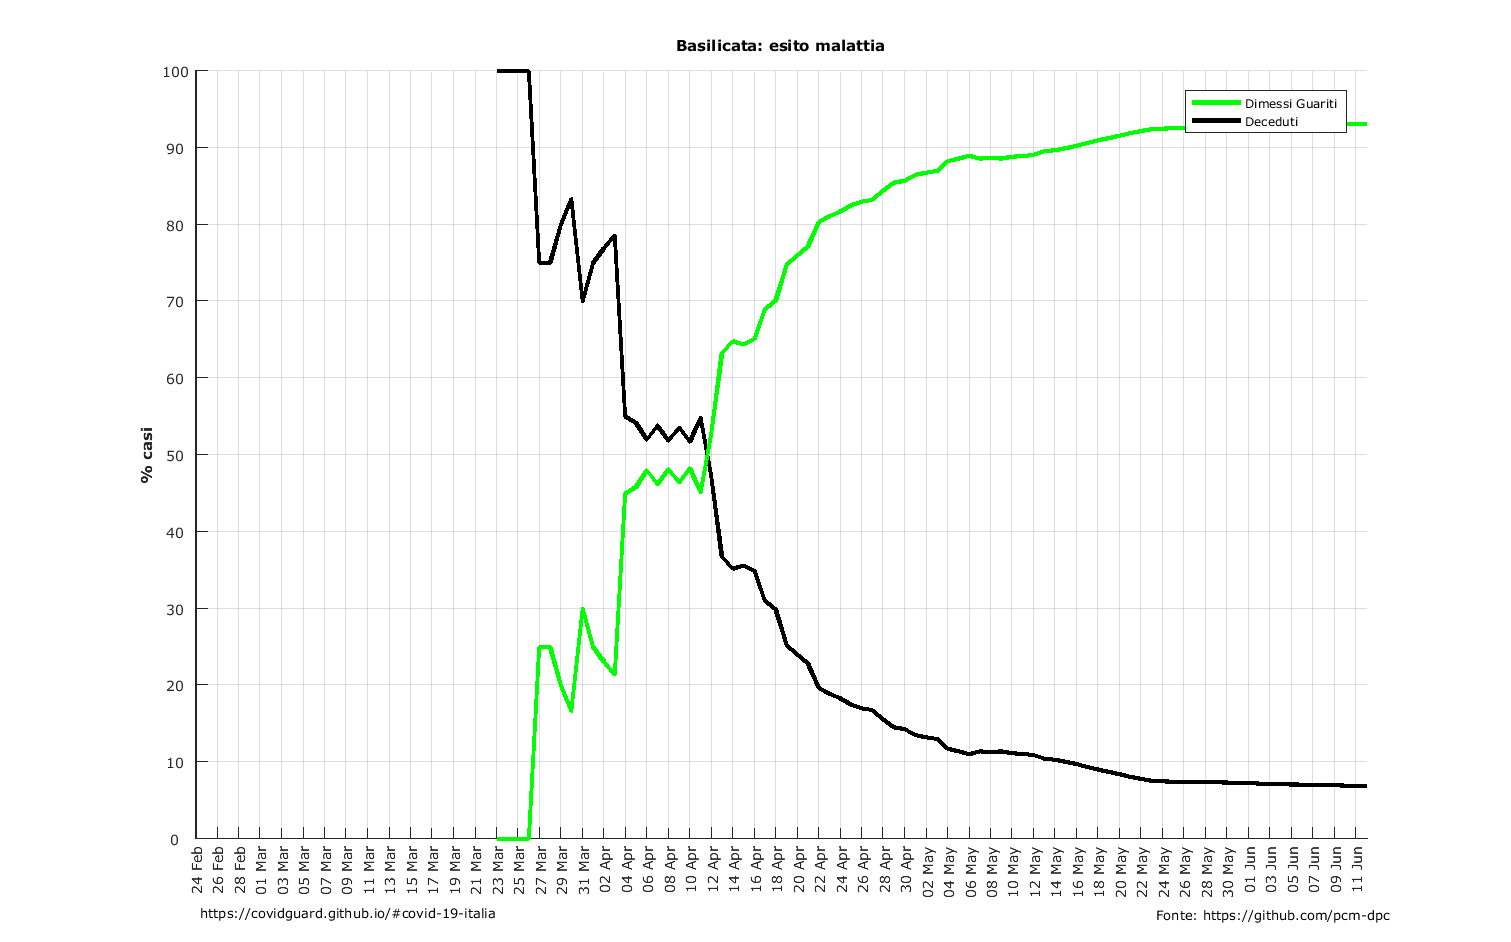 Basilicata: esito malattia
100
90
80
70
60
50
40
30
20
10
0
% casi
Dimessi Guariti
Deceduti
24 Feb
26 Feb
28 Feb
01 Mar
03 Mar
05 Mar
07 Mar
09 Mar
11 Mar
13 Mar
15 Mar
17 Mar
19 Mar
21 Mar
23 Mar
25 Mar
27 Mar
29 Mar
31 Mar
02 Apr
04 Apr
06 Apr
08 Apr
10 Apr
12 Apr
14 Apr
16 Apr
18 Apr
20 Apr
22 Apr
24 Apr
26 Apr
28 Apr
30 Apr
02 May
04 May
06 May
08 May
10 May
12 May
14 May
16 May
18 May
20 May
22 May
24 May
26 May
28 May
30 May
01 Jun
03 Jun
05 Jun
07 Jun
09 Jun
11 Jun
https://covidguard.github.io/#covid-19-italia
Fonte: https://github.com/pcm-dpc